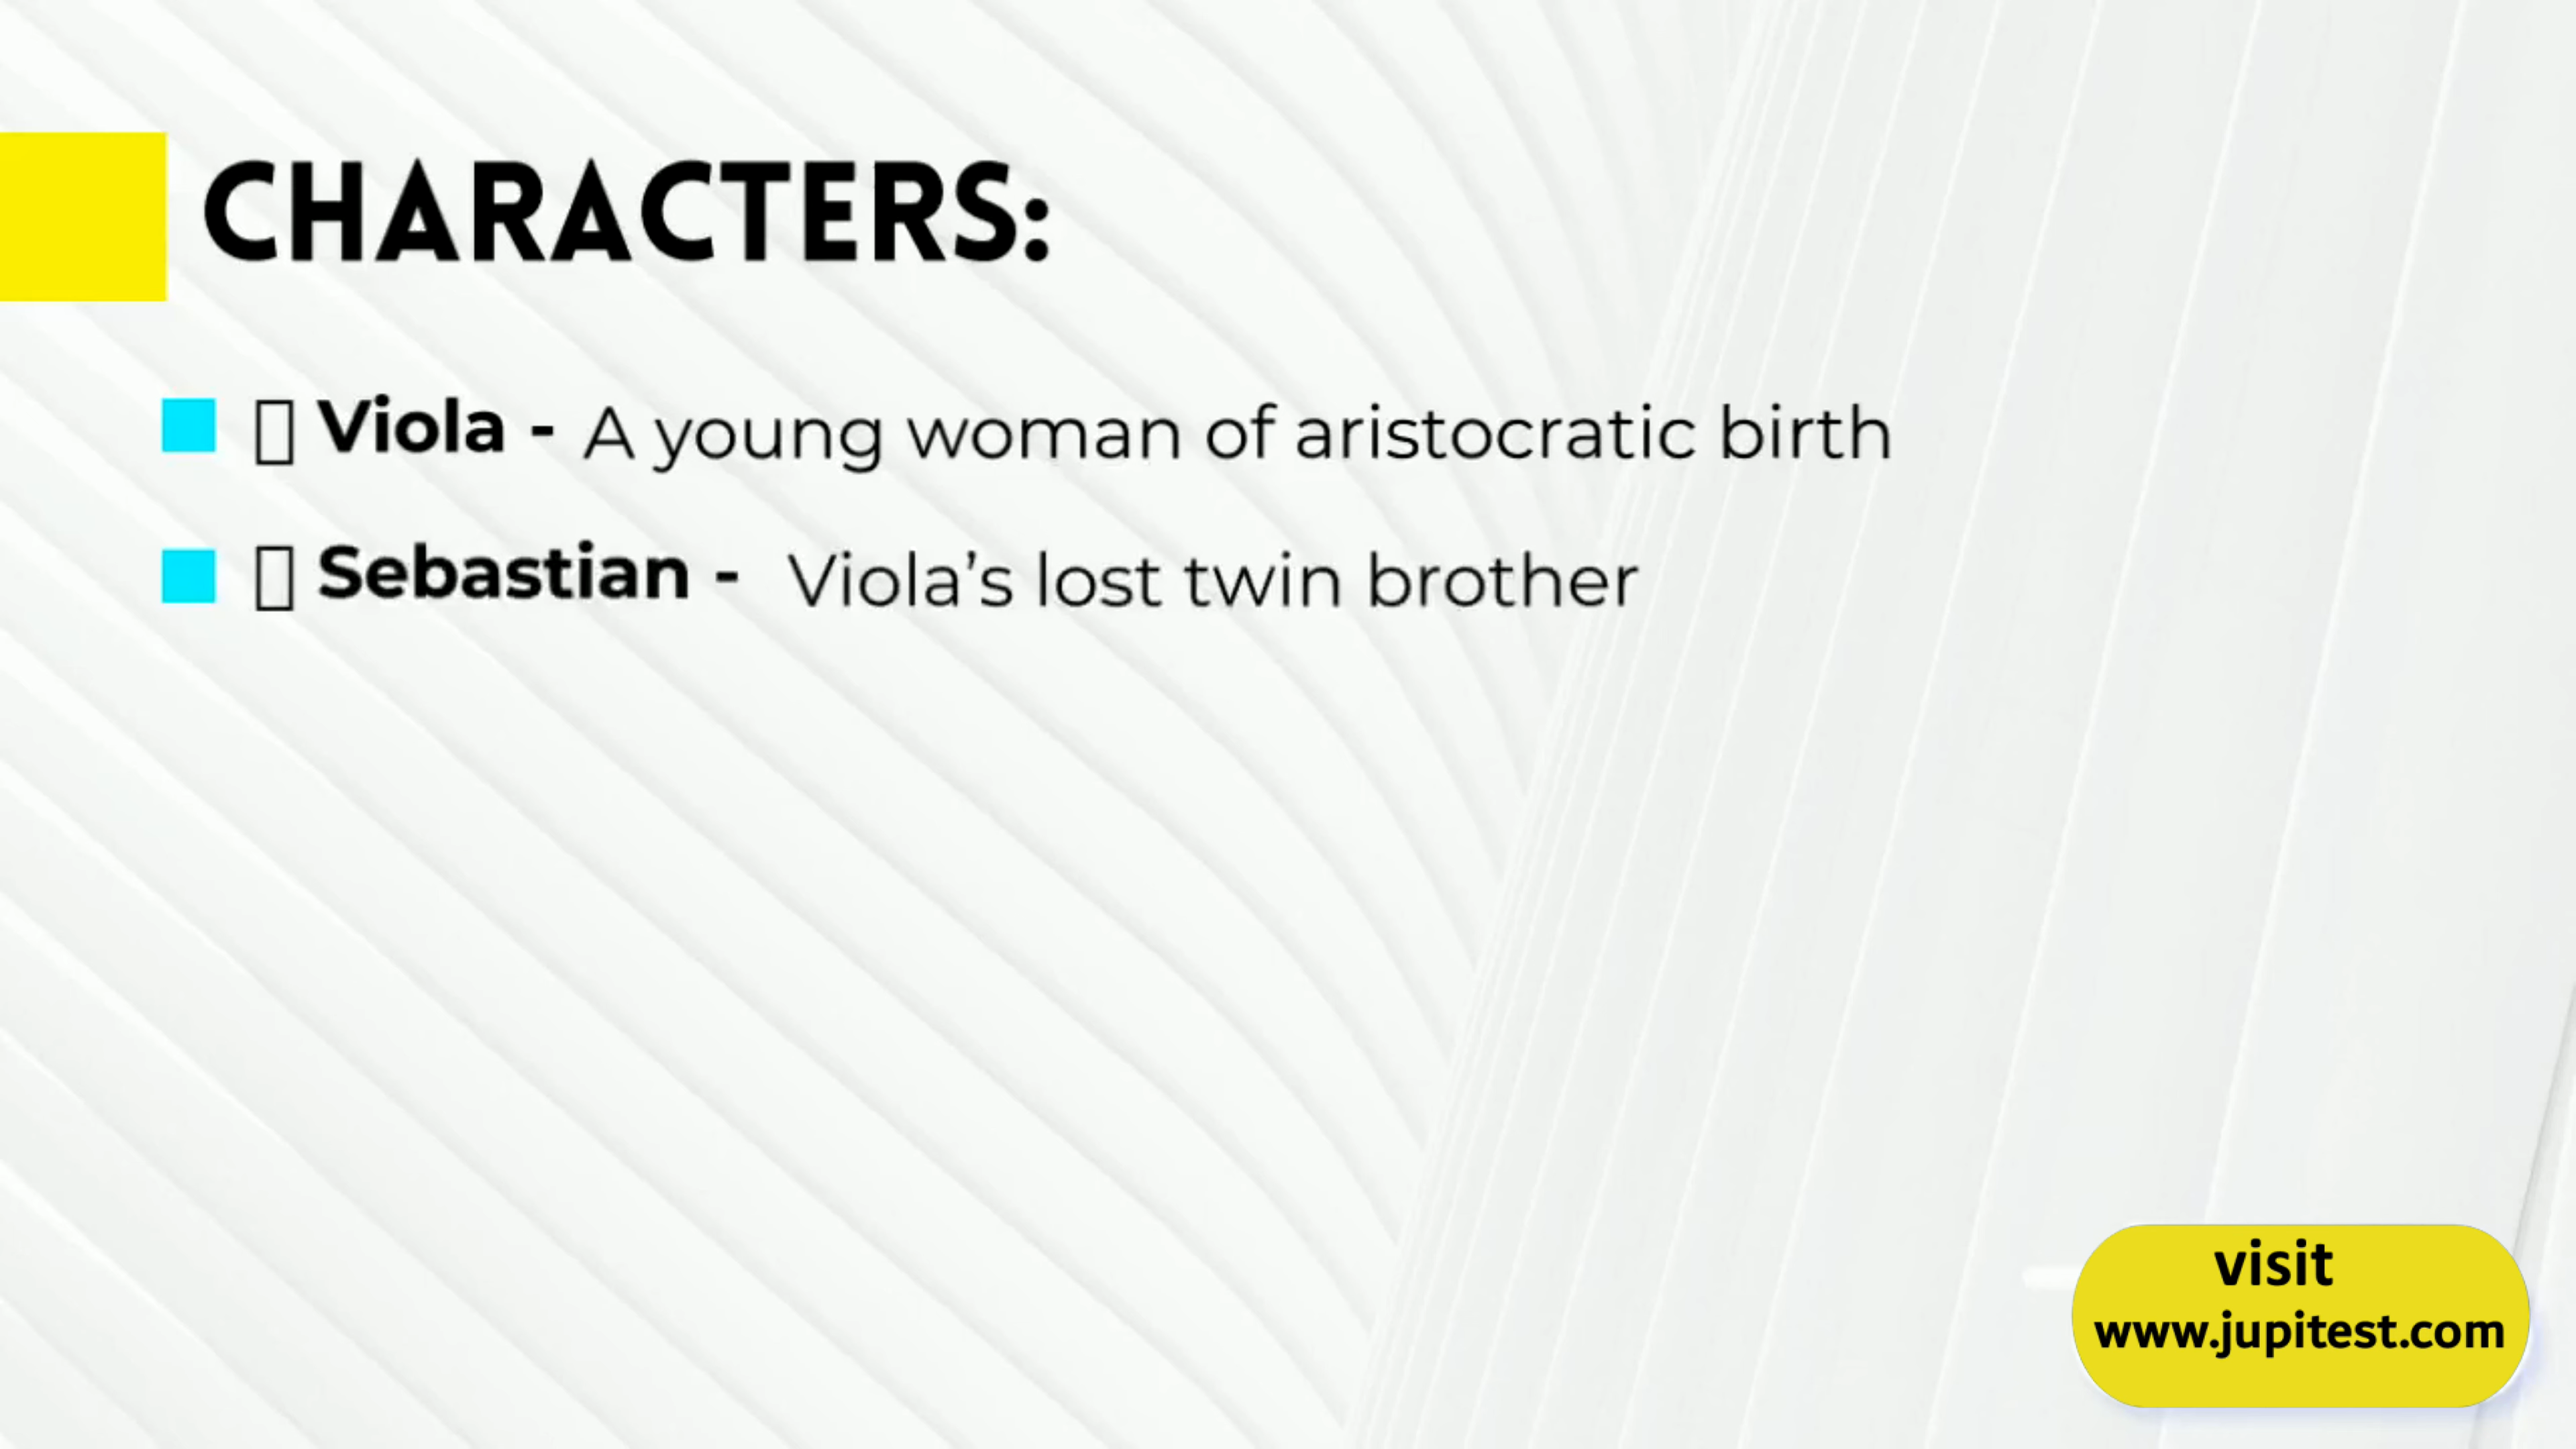 CHARACTERS:
Viola - A young woman of aristocratic birth
Sebastian - Viola’s lost twin brother
visit
www.jupitest.com